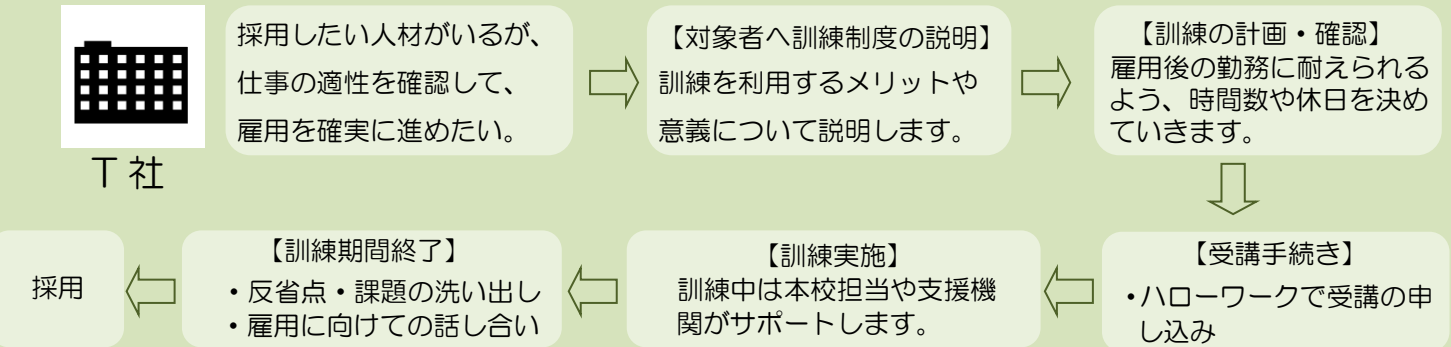 採用したい人材がいるが、
仕事の適性を確認して、
雇用を確実に進めたい。
T社
【対象者へ訓練制度の説明】
訓練を利用するメリットや
意義について説明します。
【訓練の計画・確認】
雇用後の勤務に耐えられる
よう、時間数や休日を決め
ていきます。
【受講手続き】
・ハローワークで受講の申
し込み
【訓練実施】
訓練中は本校担当や支援機
関がサポートします。
【訓練期間終了】
・反省点・課題の洗い出し
・雇用に向けての話し合い
採用